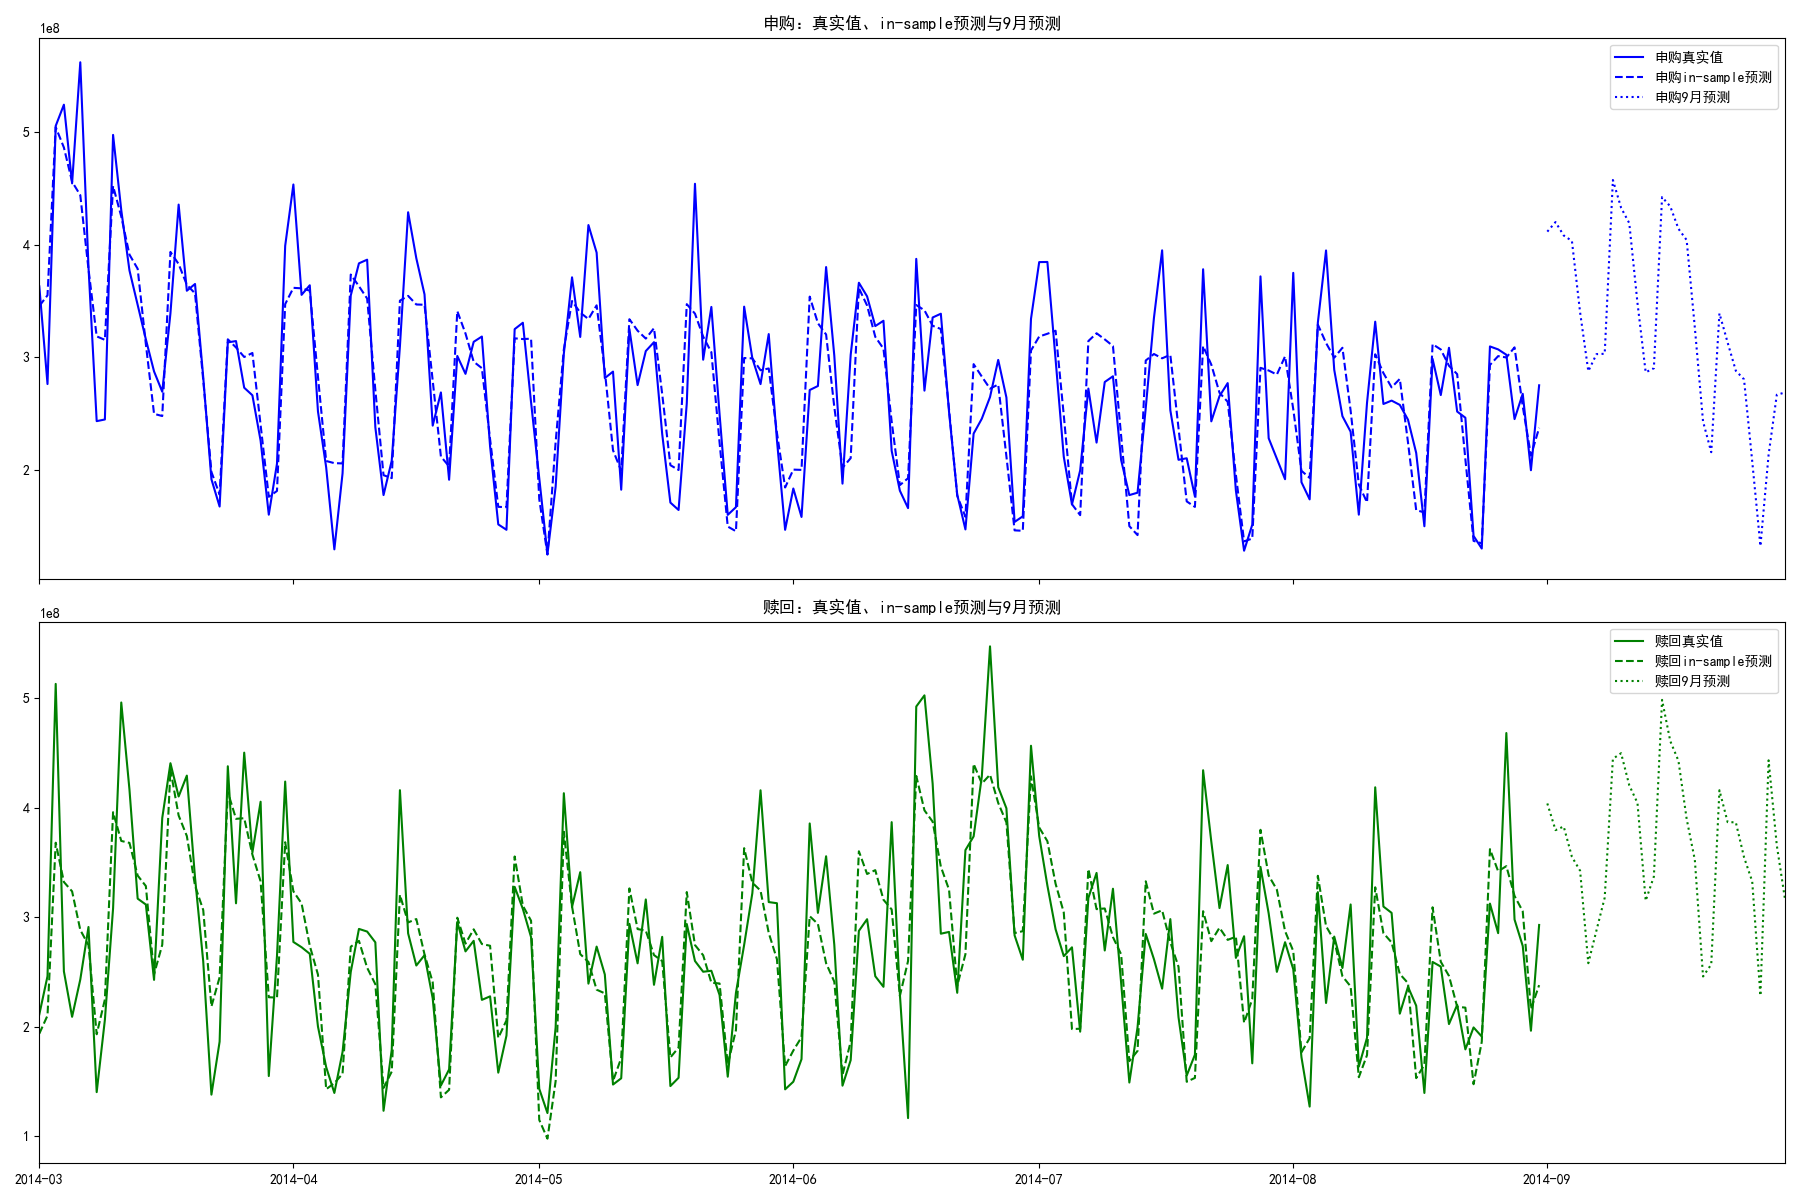 申购：真实值、in-sample预测与9月预测
1e8
申购真实值
申购in-sample预测
申购9月预测
5
4
3
2
赎回：真实值、in-sample预测与9月预测
1e8
赎回真实值
赎回in-sample预测
赎回9月预测
5
4
3
2
1
2014-03
2014-04
2014-05
2014-06
2014-07
2014-08
2014-09